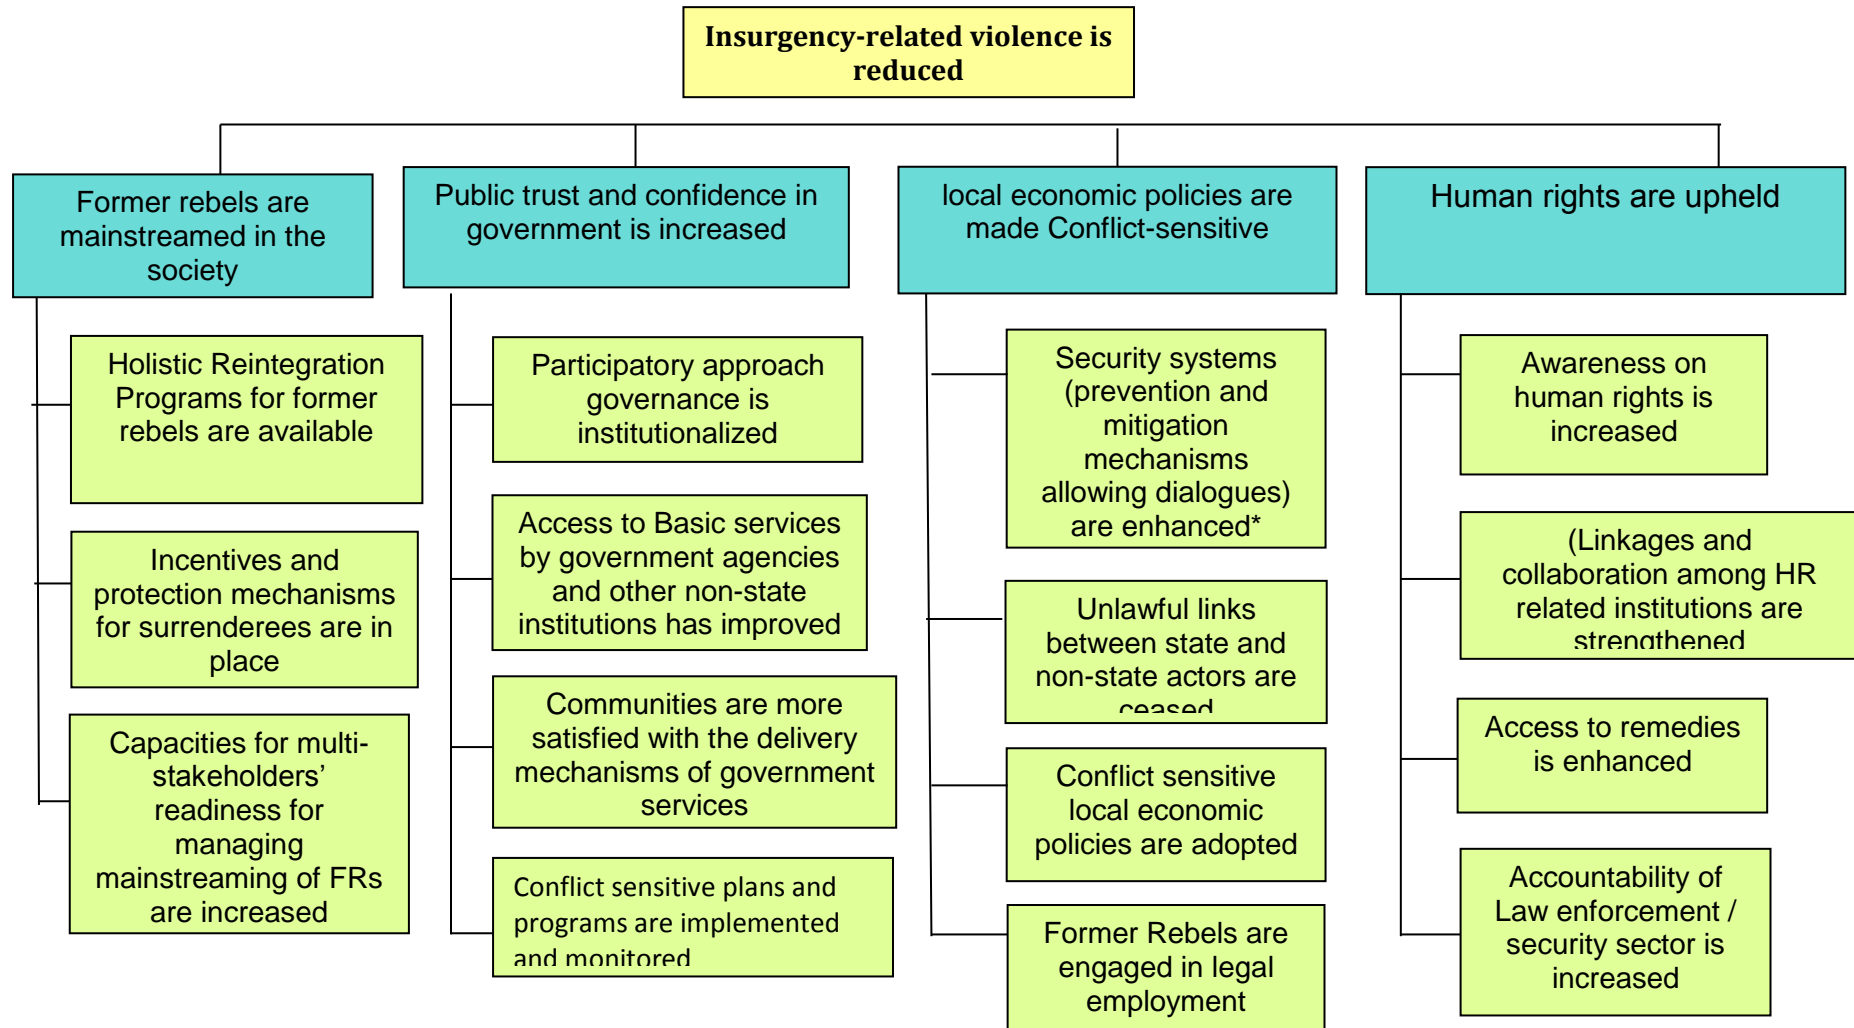 Insurgency-related violence is
reduced
Former rebels are
mainstreamed in the
society
Holistic Reintegration
Programs for former
rebels are available
Incentives and
protection mechanisms
for surrenderees are in
place
Capacities for multi-
stakeholders’
readiness for
managing
mainstreaming of FRs
are increased
Public trust and confidence in
government is increased
Participatory approach
governance is
institutionalized
Access to Basic services
by government agencies
and other non-state
institutions has improved
Communities are more
satisfied with the delivery
mechanisms of government
services
Conflict sensitive plans and
programs are implemented
and monitored
local economic policies are
made Conflict-sensitive
Security systems
(prevention and
mitigation
mechanisms
allowing dialogues)
are enhanced*
Unlawful links
between state and
non-state actors are
ceased
Conflict sensitive
local economic
policies are adopted
Former Rebels are
engaged in legal
employment
Human rights are upheld
Awareness on
human rights is
increased
(Linkages and
collaboration among HR
related institutions are
strengthened
Access to remedies
is enhanced
Accountability of
Law enforcement /
security sector is
increased